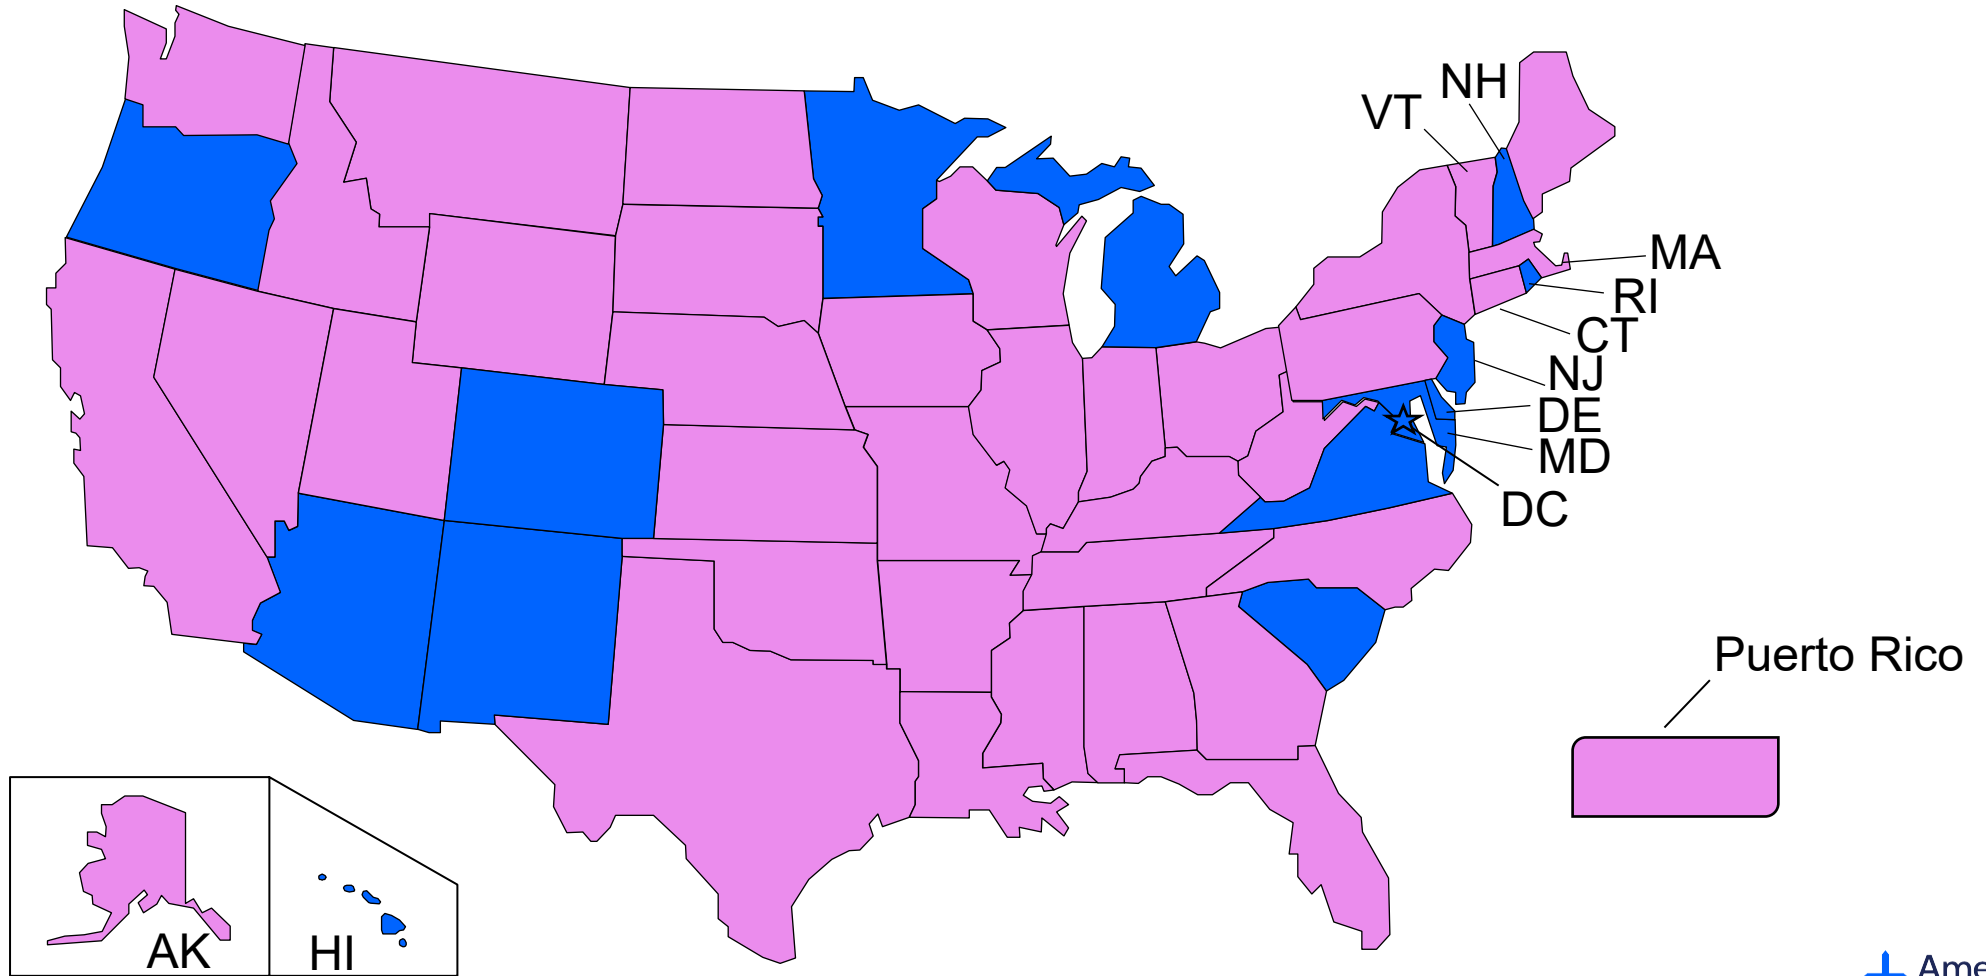 NH
VT
MA
RI
CT
NJ
DE
MD
DC
Puerto Rico
AK
HI